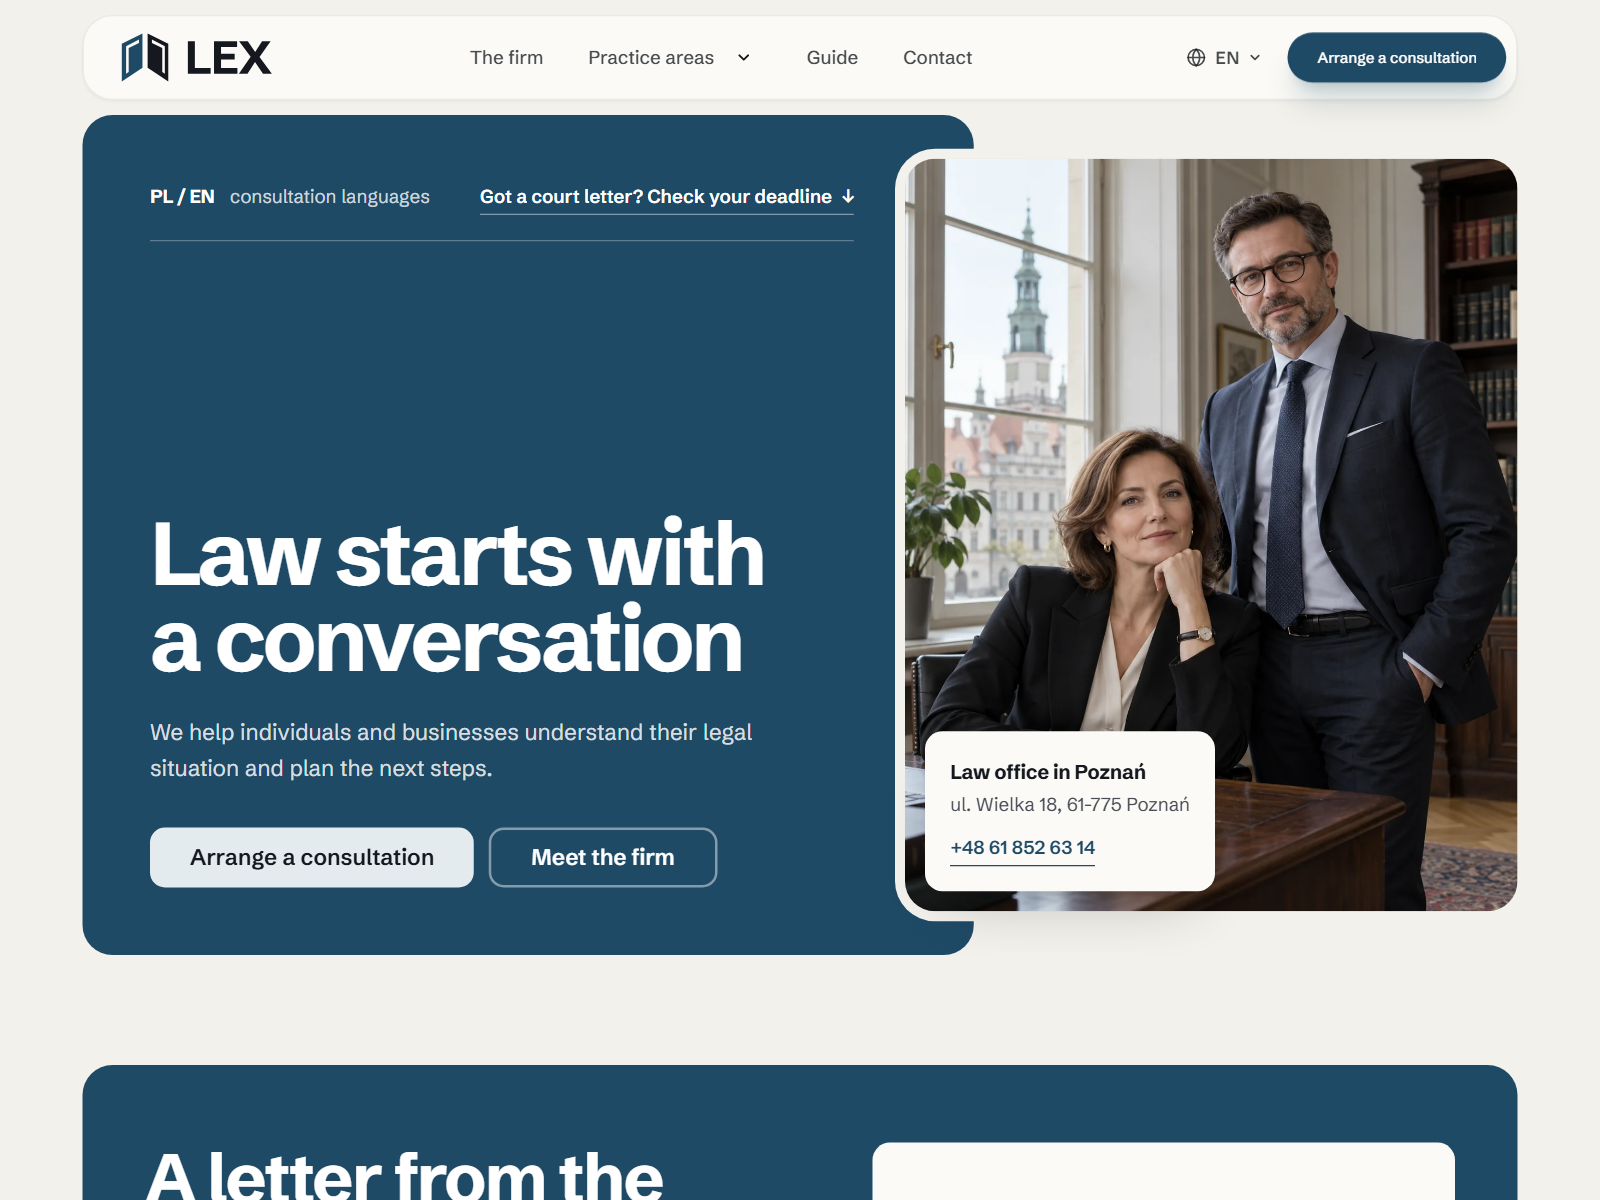 LEX
The firm
Practice areas
Guide
Contact
EN
Arrange a consultation
PL / EN consultation languages
Got a court letter? Check your deadline ↓
Law starts with
a conversation
We help individuals and businesses understand their legal
situation and plan the next steps.
Arrange a consultation
Meet the firm
Law office in Poznań
ul. Wielka 18, 61-775 Poznań
+48 61 852 63 14
A letter from the